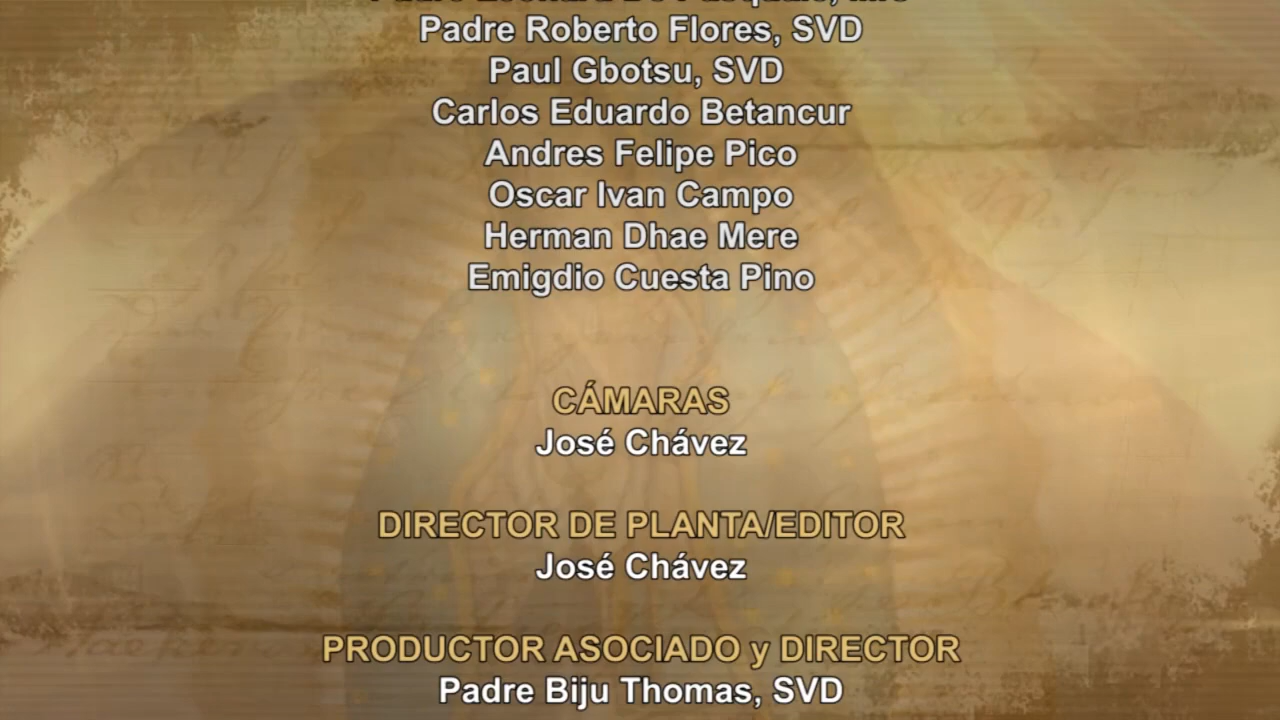 Padre Roberto Flores, SVD
Paul Gbotsu, SVD
Carlos Eduardo Betancur
Andres Felipe Pico
Oscar Ivan Campo
Herman Dhae Mere
Emigdio Cuesta Pino
CÁMARAS
José Chávez
DIRECTOR DE PLANTA/EDITOR
José Chávez
PRODUCTOR ASOCIADO y DIRECTOR
Padre Biju Thomas, SVD